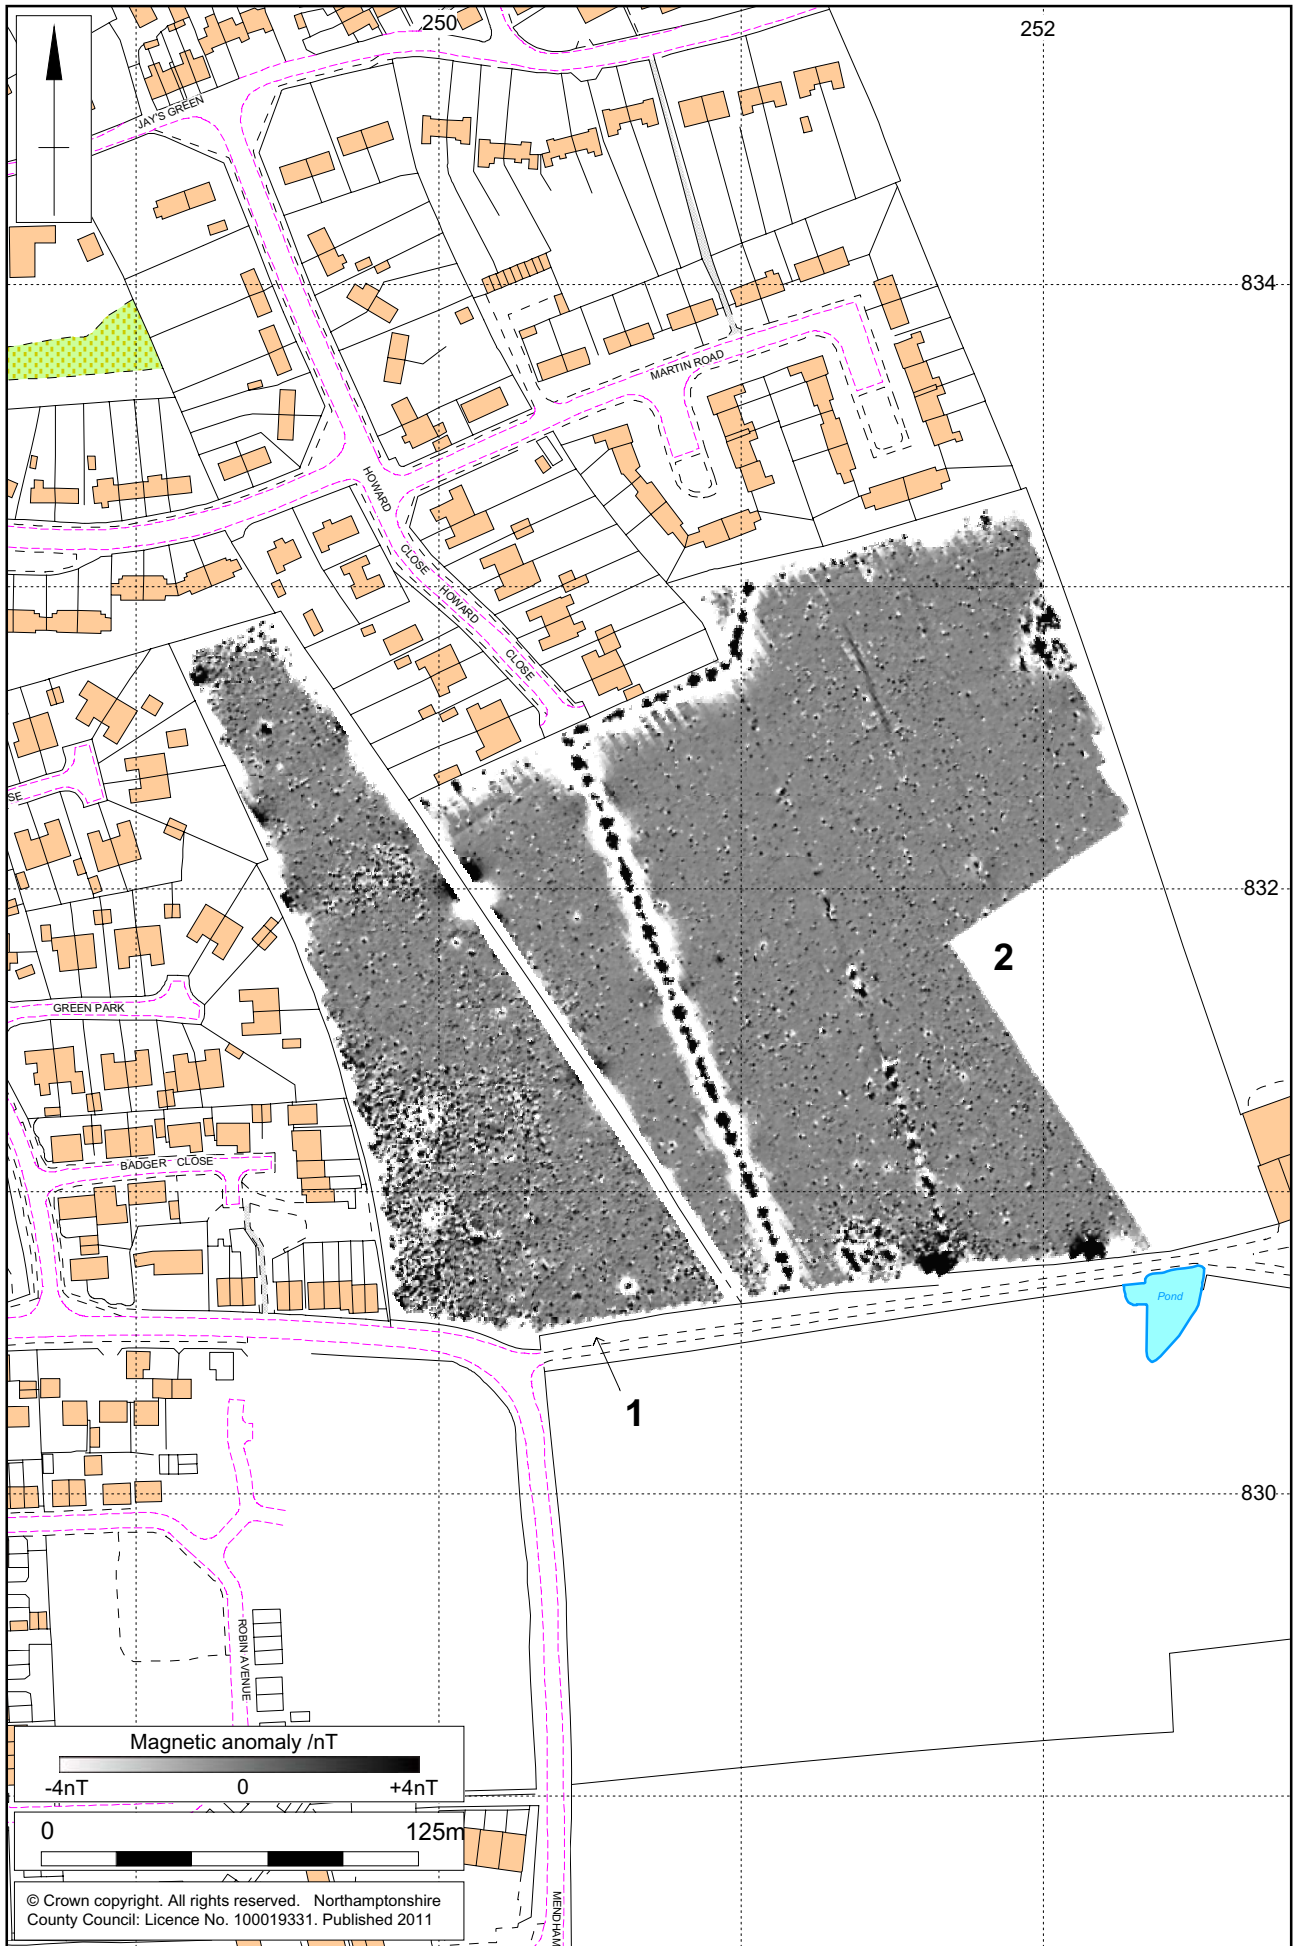 250
252
JAY'S GREEN
834
MARTIN ROAD
HOWARD
CLOSE
HOWARD
CLOSE
SE
832
2
GREEN PARK
BADGER CLOSE
Pond
1
830
ROBIN AVENUE
Magnetic anomaly /nT
-4nT 0 +4nT
0 125m
© Crown copyright. All rights reserved. Northamptonshire
County Council: Licence No. 100019331. Published 2011
MENDHAM